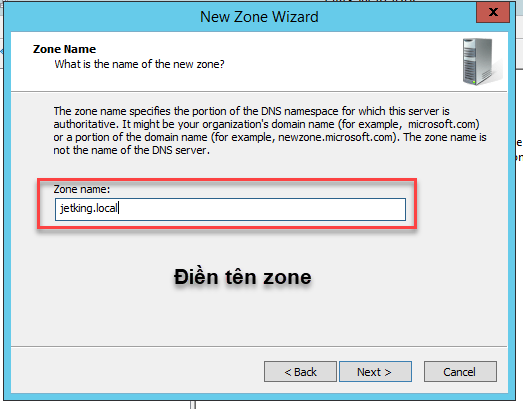 New Zone Wizard
x
Zone Name
What is the name of the new zone?
The zone name specifies the portion of the DNS namespace for which this server is
authoritative. It might be your organization's domain name (for example, microsoft.com)
or a portion of the domain name (for example, newzone.microsoft.com). The zone name is
not the name of the DNS server.
Zone name:
jetking.local
Điền tên zone
< Back
Next >
Cancel